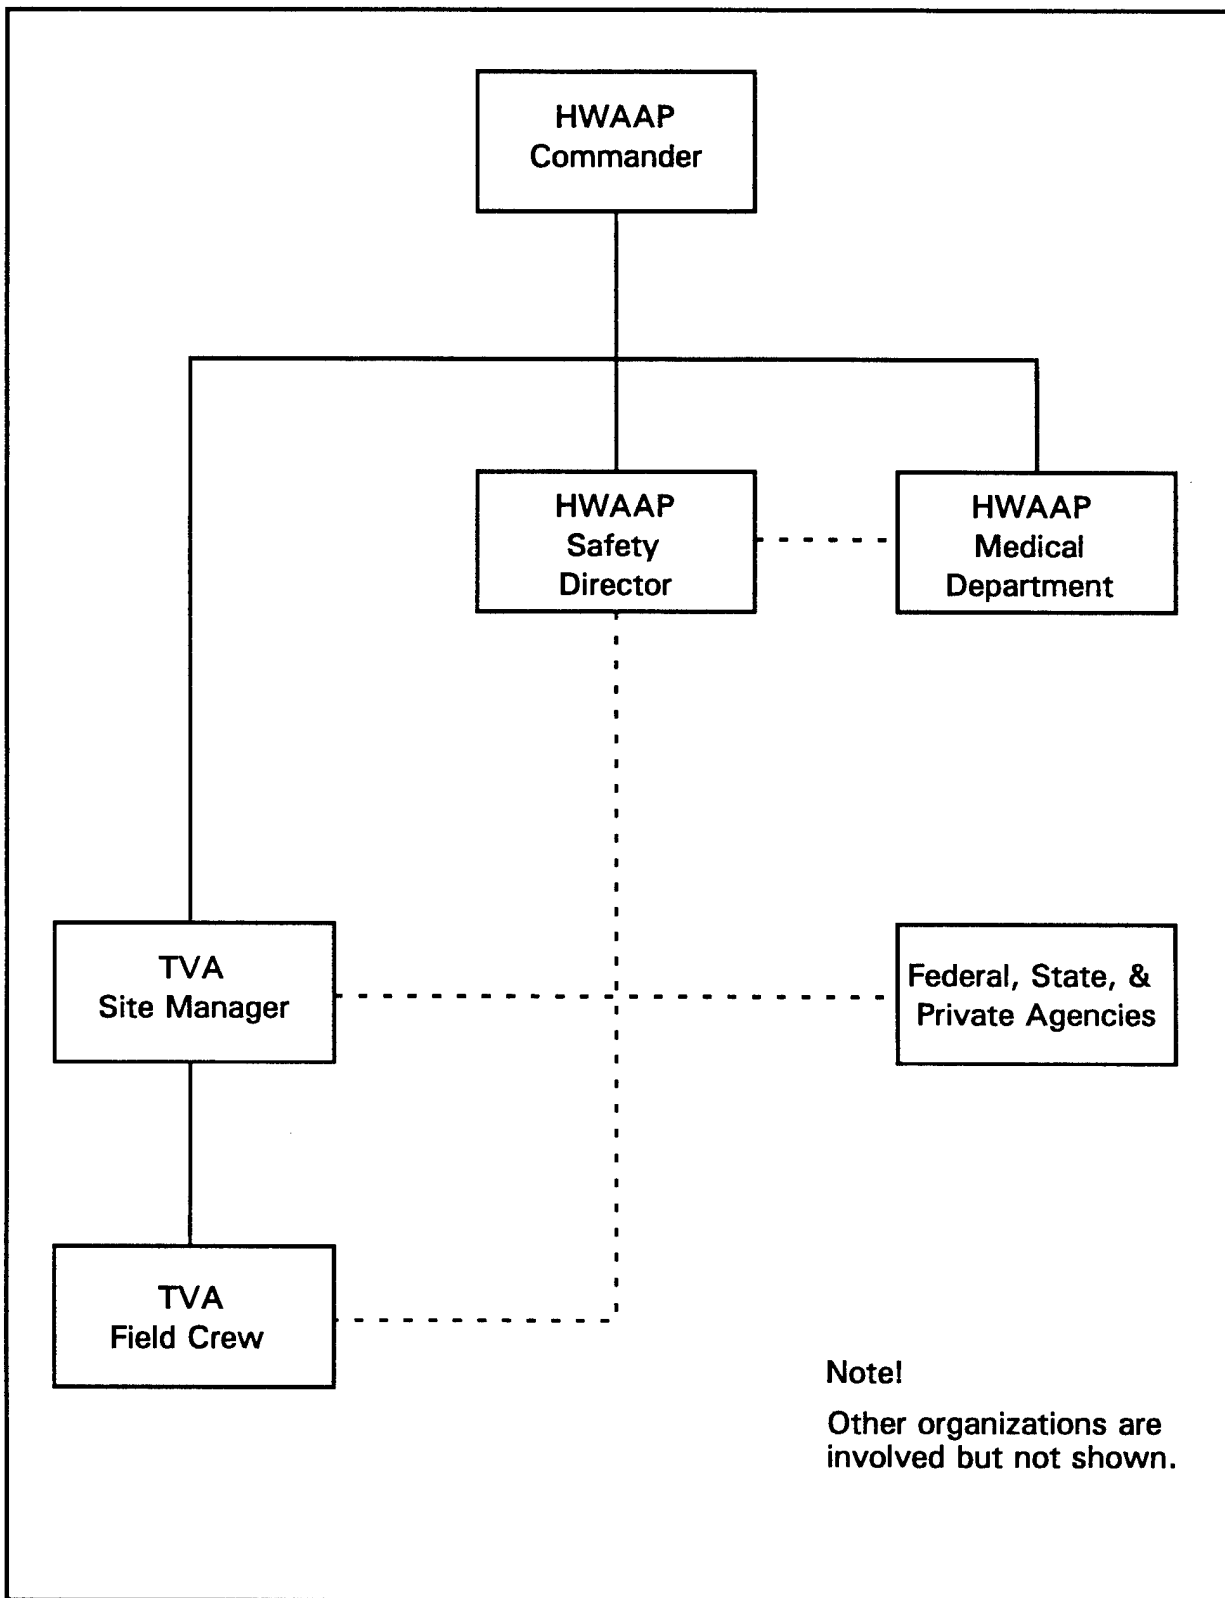 HWAAP
Commander
HWAAP
Safety
Director
HWAAP
Medical
Department
TVA
Site Manager
Federal, State, &
Private Agencies
TVA
Field Crew
Note!
Other organizations are
involved but not shown.